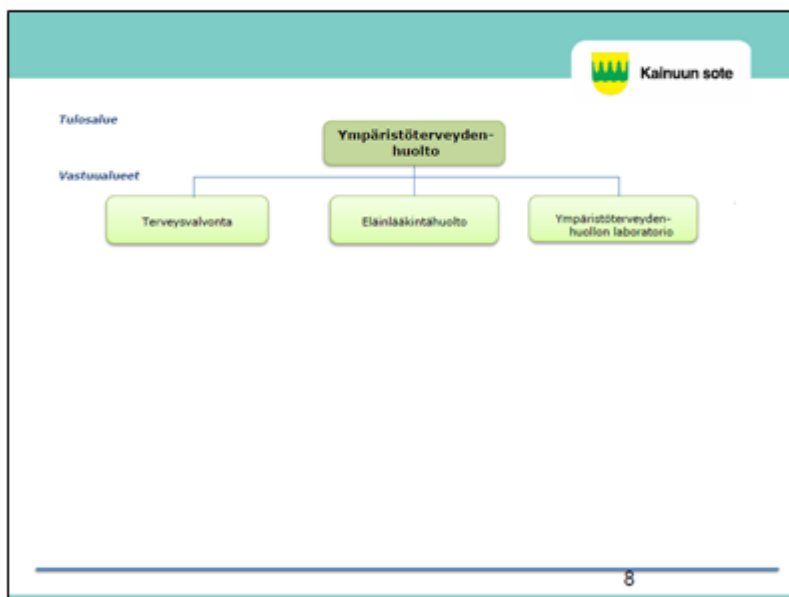 Kainuun sote
Tulosalue
Ympäristöterveyden-
huolto
Vastuualueet
Terveysvalvonta
Eläinlääkintähuolto
Ympäristöterveyden-
huollon laboratorio
8